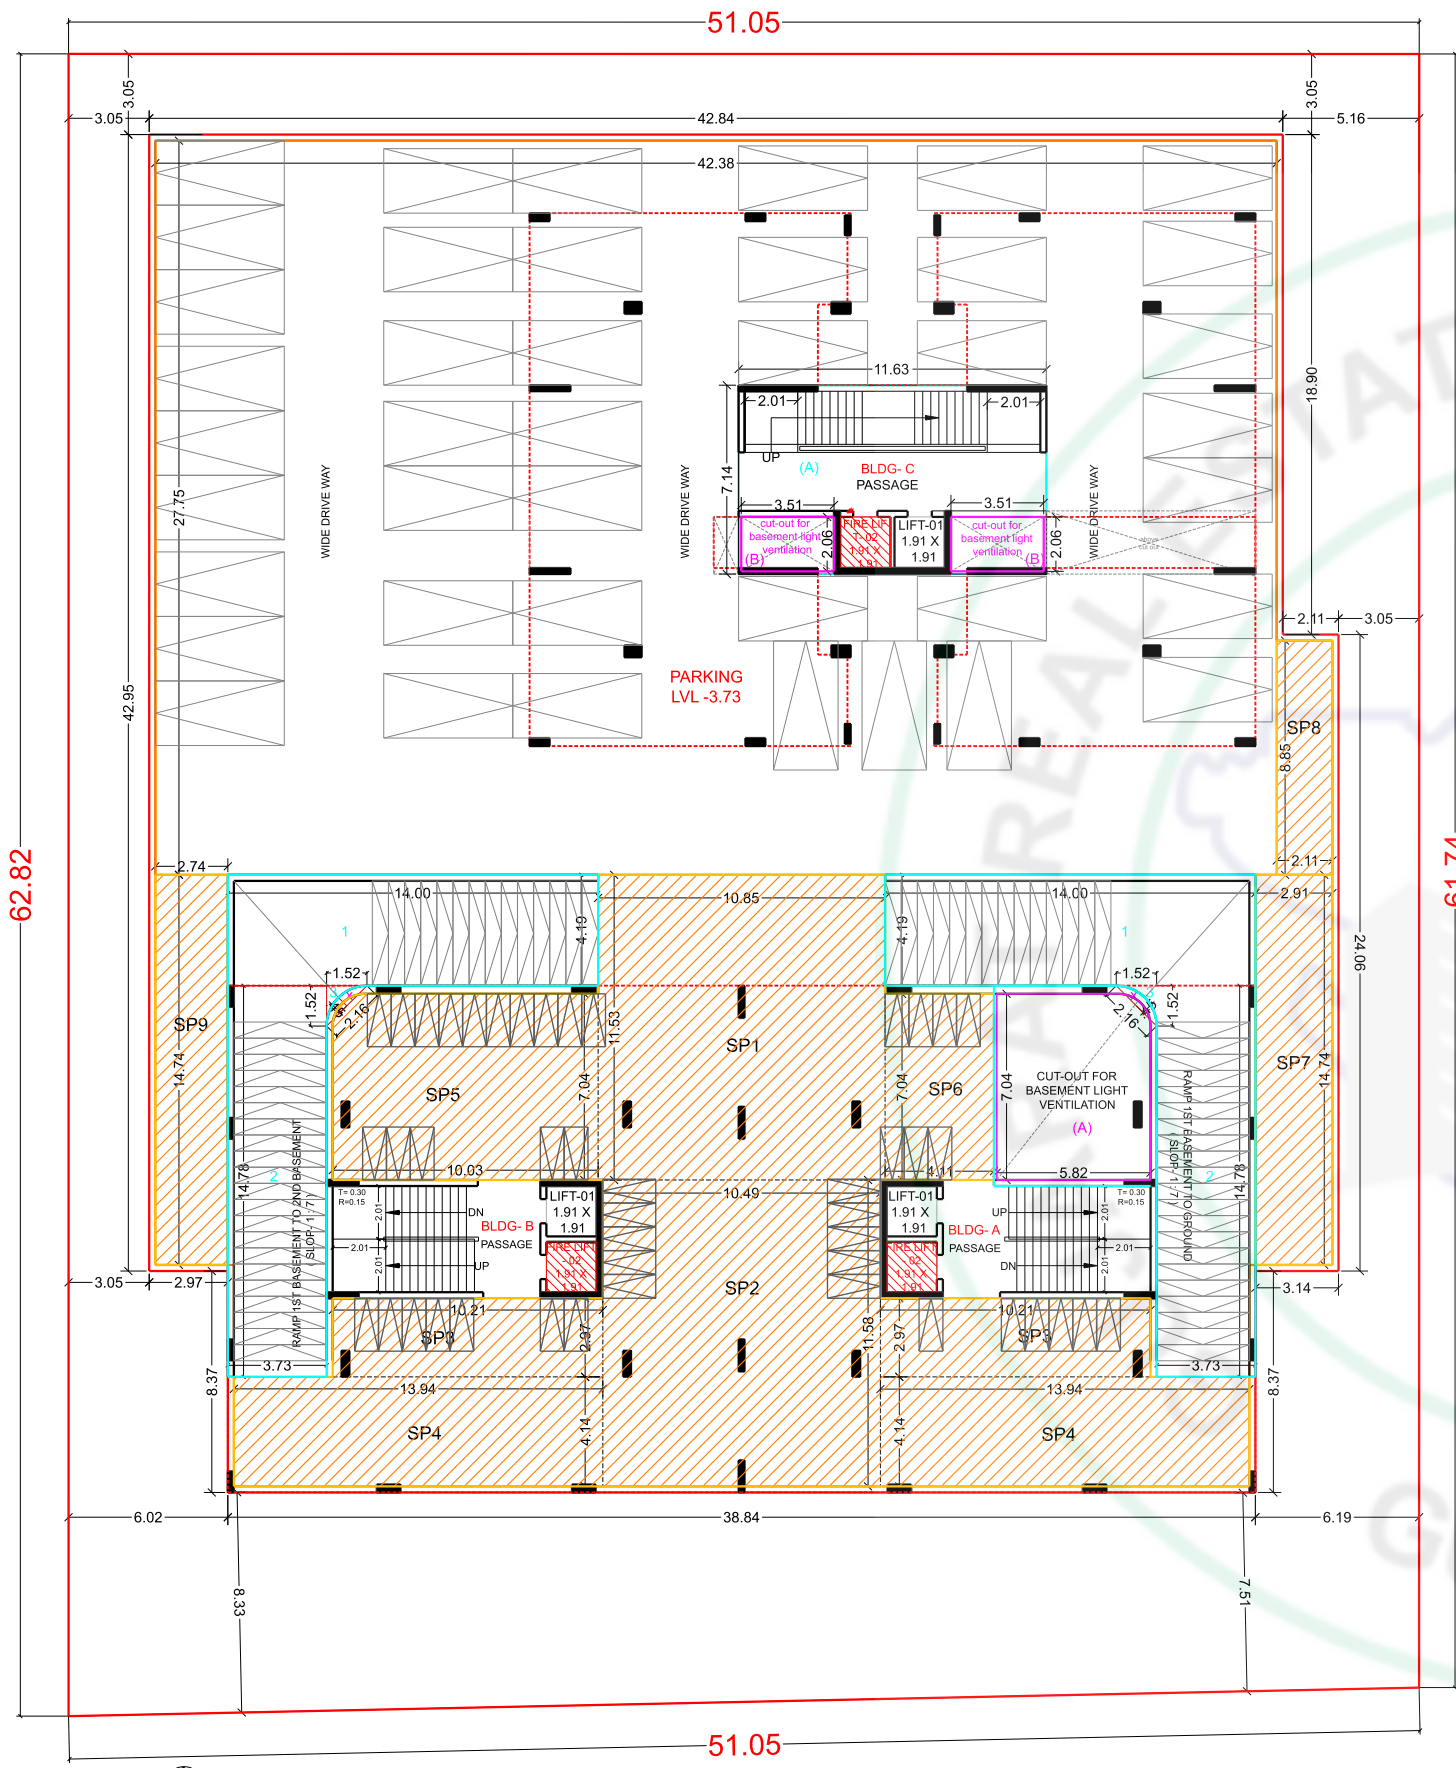 51.05
3.05
3.05
3.05
42.84
5.16
42.38
18.90
11.63
2.01
2.01
UP
(A)
BLDG- C
PASSAGE
7.14
27.75
WIDE DRIVE WAY
WIDE DRIVE WAY
WIDE DRIVE WAY
3.51
3.51
cut-out for
basement light
ventilation
(B)
2.06
FIRE LIF
T- 02
1.91 X
1.91
LIFT-01
1.91 X
1.91
cut-out for
basement light
ventilation
(B)
2.06
above
cut out
2.11
3.05
PARKING
LVL -3.73
42.95
SP8
8.85
62.82
61.74
2.74
2.11
14.00
10.85
14.00
2.91
1
4.19
4.19
1
24.06
1.52
1.52
2.16
1.52
1.52
2.16
SP9
14.74
11.53
SP1
SP5
7.04
7.04
SP6
7.04
CUT-OUT FOR
BASEMENT LIGHT
VENTILATION
(A)
SP7
14.74
RAMP 1ST BASEMENT TO 2ND BASEMENT
( SLOP- 1 : 7 )
RAMP 1ST BASEMENT TO GROUND
( SLOP- 1 : 7 )
10.03
4.11
5.82
2
14.78
2
14.78
10.49
T= 0.30
R=0.15
2.01
DN
2.01
2.01
UP
BLDG- B
PASSAGE
LIFT-01
1.91 X
1.91
FIRE LIFT
- 02
1.91 X
1.91
LIFT-01
1.91 X
1.91
FIRE LIFT
02
1.91 X
1.91
BLDG- A
PASSAGE
UP
DN
T= 0.30
R=0.15
2.01
2.01
2.01
SP2
3.05
2.97
3.14
10.21
10.21
SP3
2.97
11.58
2.97
SP3
3.73
3.73
8.37
8.37
13.94
13.94
SP4
4.14
4.14
SP4
6.02
38.84
6.19
8.33
7.51
51.05
REAL ESTAT